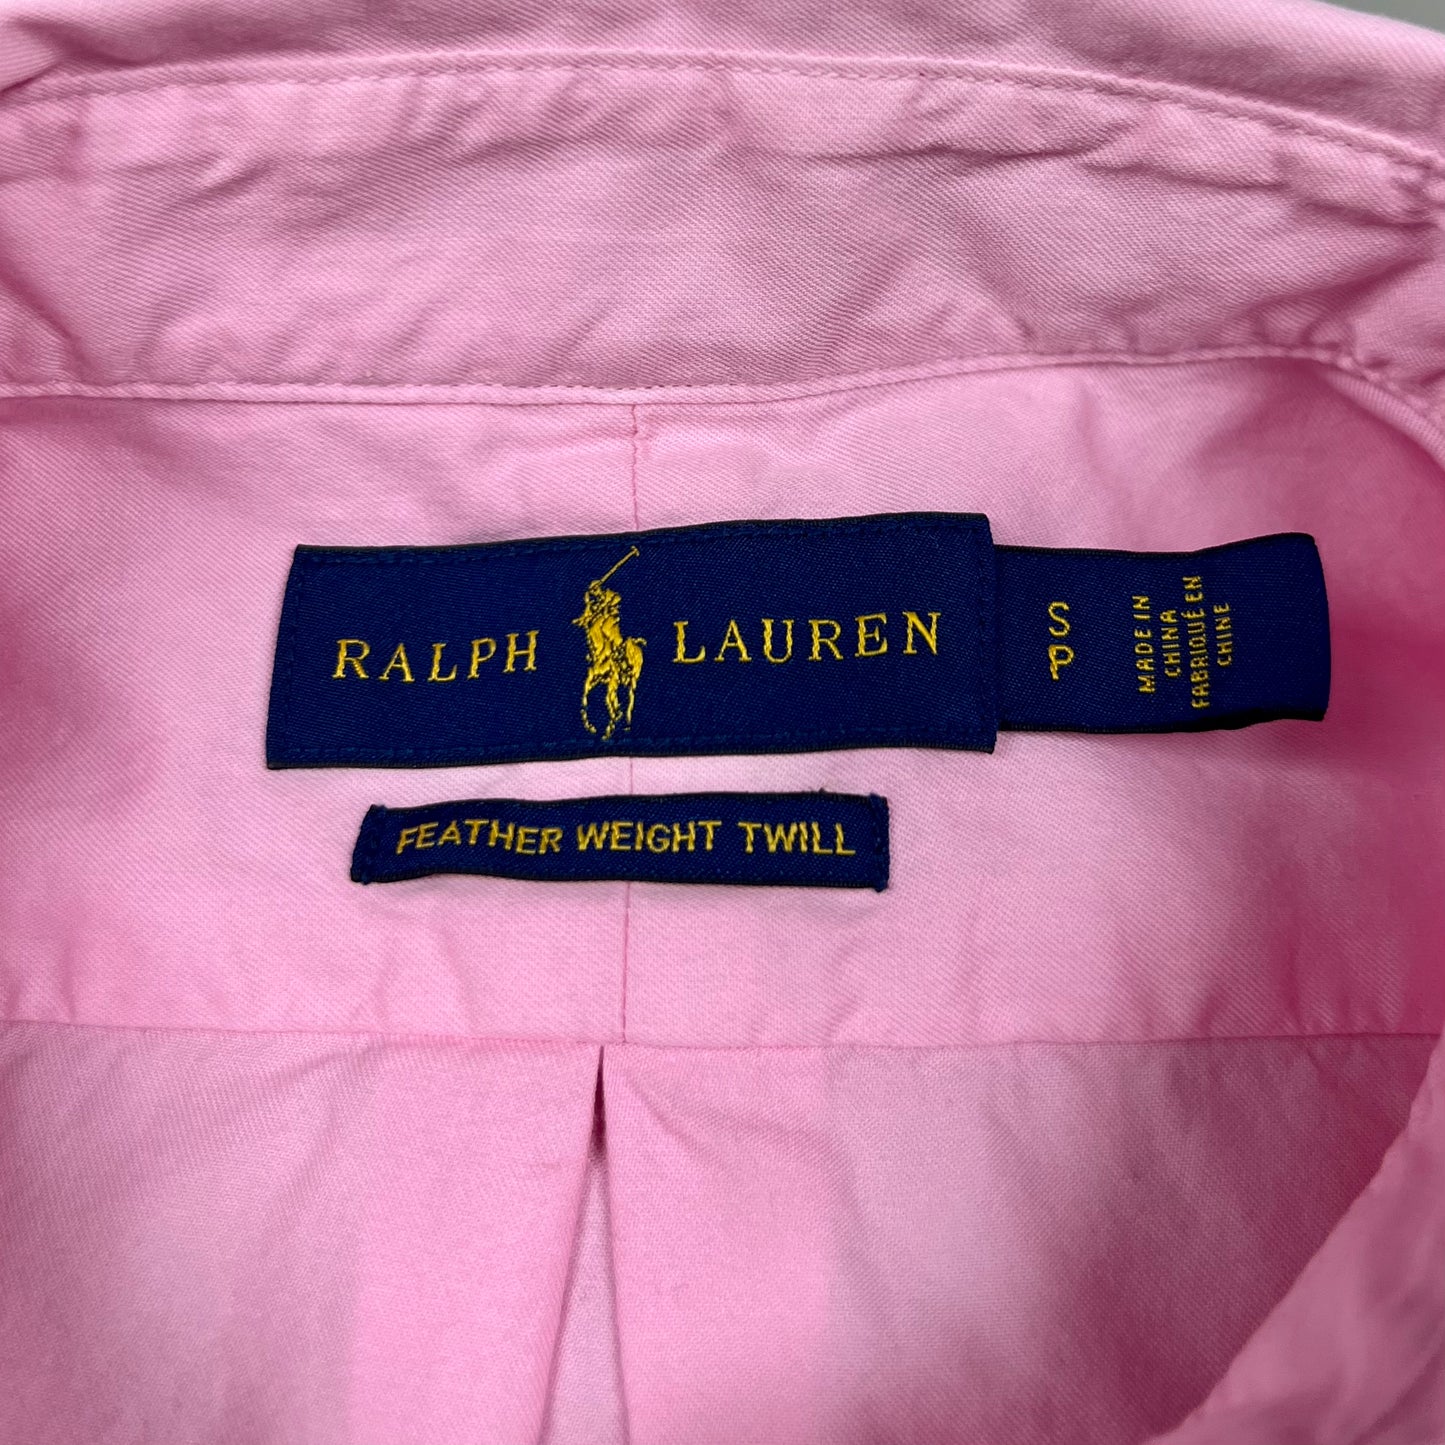 RALPH LAUREN
S
P
MADE IN
CHINA
FABRIQUÉ EN
CHINE
FEATHER WEIGHT TWILL